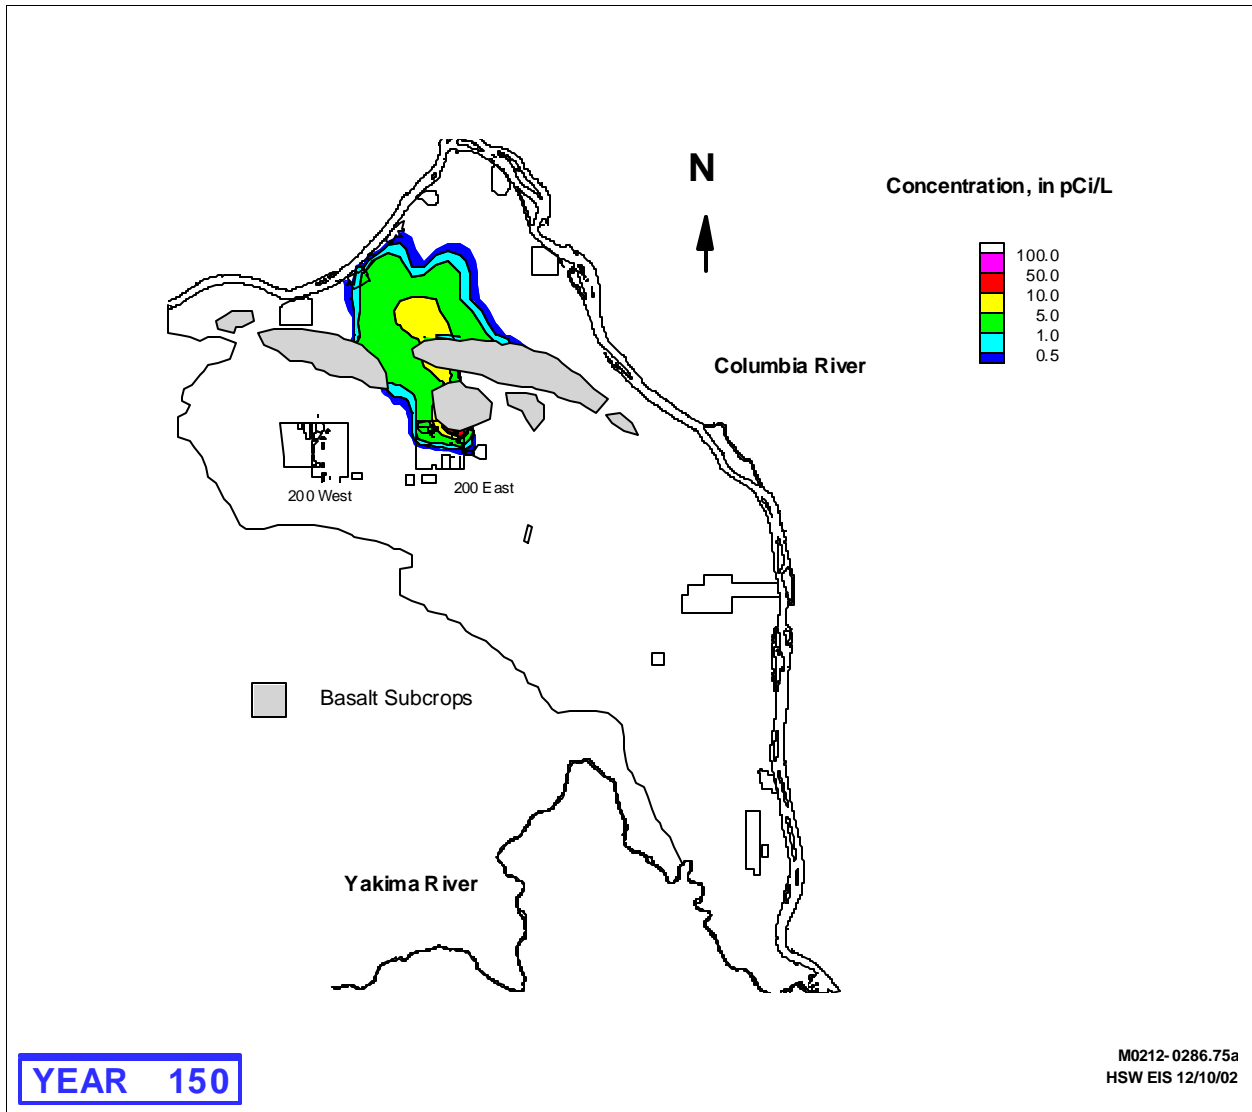 N
Concentration, in pCi/L
100.0
50.0
10.0
5.0
1.0
0.5
Columbia River
200 West
200 East
Basalt Subcrops
Yakima River
YEAR 150
M0212-0286.75a
HSW EIS 12/10/02